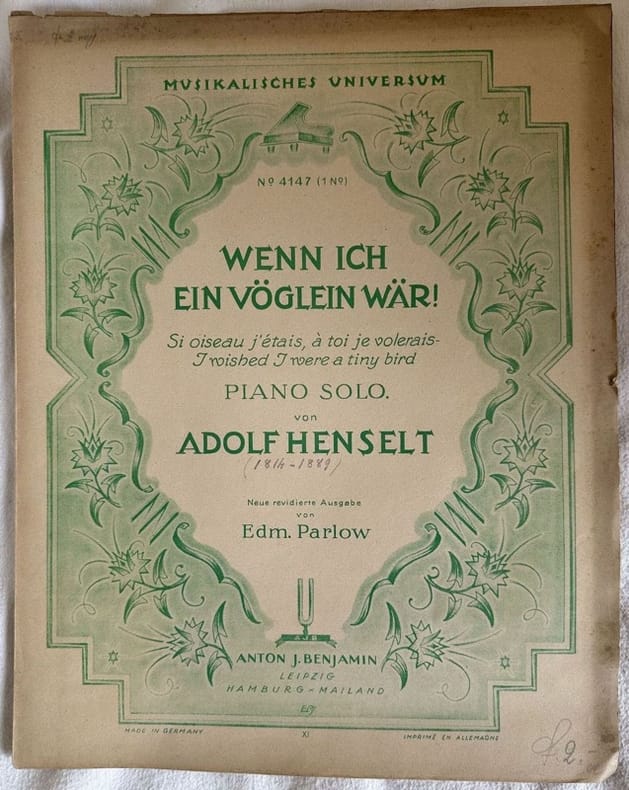 MUSIKALISCHES UNIVERSUM
No 4147 (1 No)
WENN ICH
EIN VÖGLEIN WÄR!
Si oiseau j'étais, à toi je volerais-
I wished I were a tiny bird
PIANO SOLO.
von
ADOLF HENSELT
(1814-1889)
Neue revidierte Ausgabe
von
Edm. Parlow
AJB
ANTON J. BENJAMIN
LEIPZIG
HAMBURG × MAILAND
MADE IN GERMANY
XI
IMPRIMÉ EN ALLEMAGNE
2.-